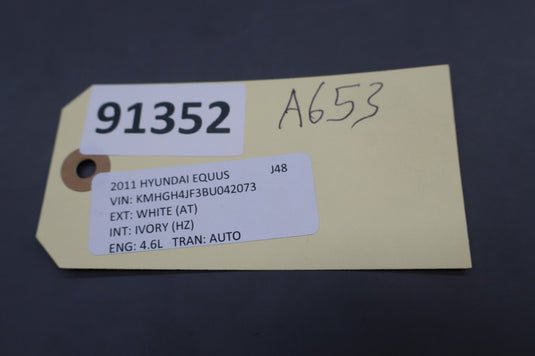 91352
A653
2011 HYUNDAI EQUUS J48
VIN: KMHGH4JF3BU042073
EXT: WHITE (AT)
INT: IVORY (HZ)
ENG: 4.6L TRAN: AUTO